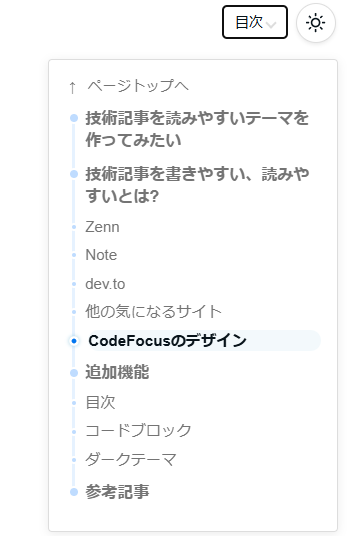 目次
↑ ページトップへ
技術記事を読みやすいテーマを
作ってみたい
技術記事を書きやすい、読みや
すいとは?
Zenn
Note
dev.to
他の気になるサイト
CodeFocusのデザイン
追加機能
目次
コードブロック
ダークテーマ
参考記事